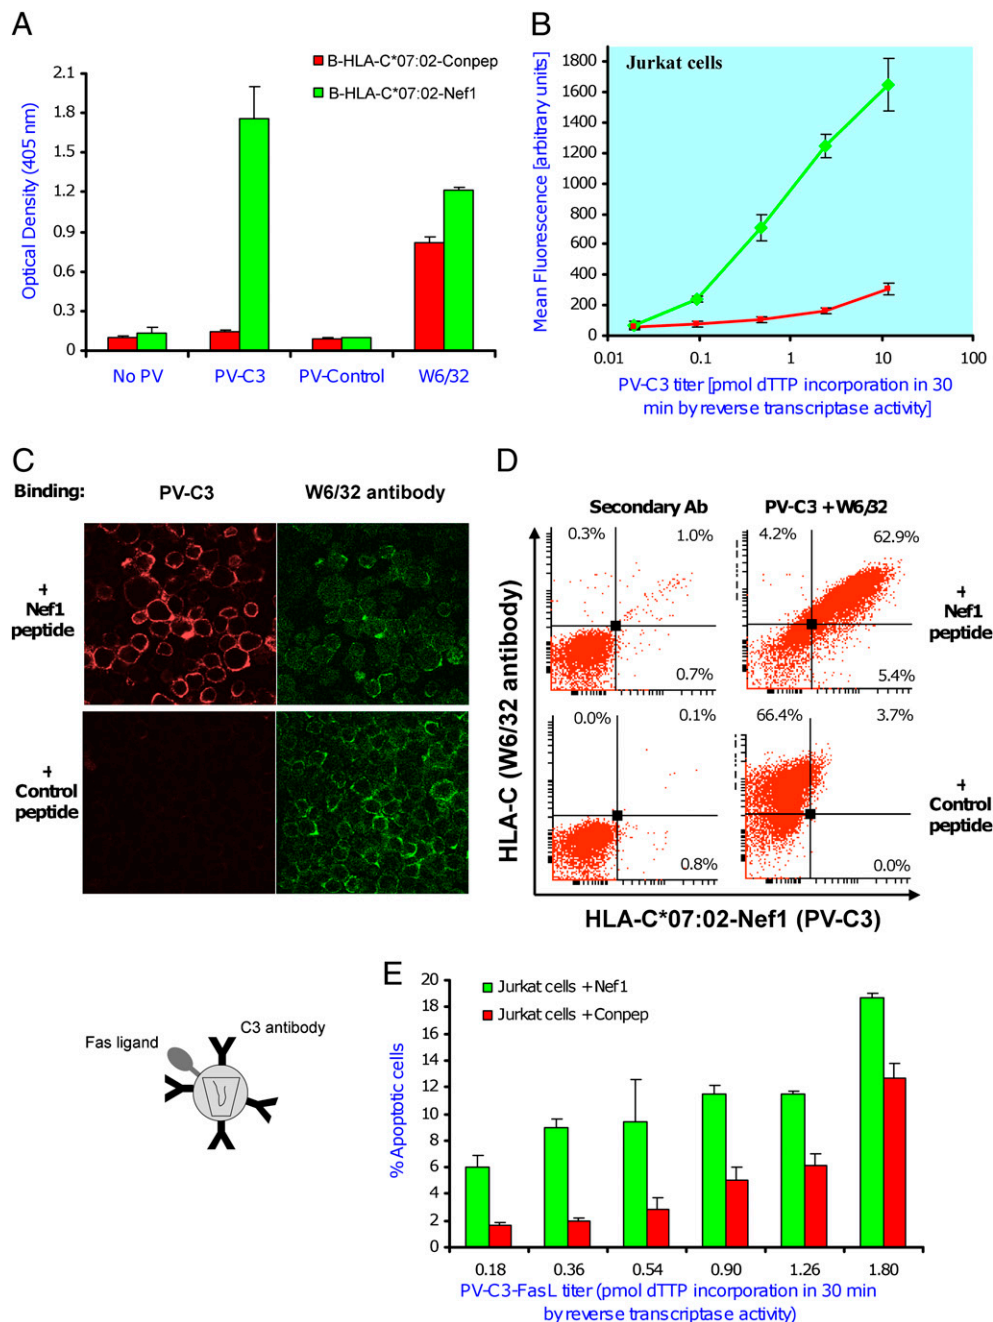 A
B-HLA-C*07:02-Conpep
B-HLA-C*07:02-Nef1
Optical Density (405 nm)
2.1
1.8
1.5
1.2
0.9
0.6
0.3
0
No PV
PV-C3
PV-Control
W6/32
B
Jurkat cells
Mean Fluorescence [arbitrary units]
1800
1600
1400
1200
1000
800
600
400
200
0
0.01
0.1
1
10
100
PV-C3 titer [pmol dTTP incorporation in 30
min by reverse transcriptase activity]
C
Binding:
PV-C3
W6/32 antibody
+
Nef1
peptide
+
Control
peptide
D
Secondary Ab
PV-C3 + W6/32
0.3%
1.0%
0.7%
4.2%
62.9%
5.4%
+
Nef1
peptide
0.0%
0.1%
0.8%
66.4%
3.7%
0.0%
+
Control
peptide
HLA-C (W6/32 antibody)
HLA-C*07:02-Nef1 (PV-C3)
Fas ligand
C3 antibody
E
Jurkat cells +Nef1
Jurkat cells +Conpep
% Apoptotic cells
20
18
16
14
12
10
8
6
4
2
0
0.18
0.36
0.54
0.90
1.26
1.80
PV-C3-FasL titer (pmol dTTP incorporation in 30 min
by reverse transcriptase activity)